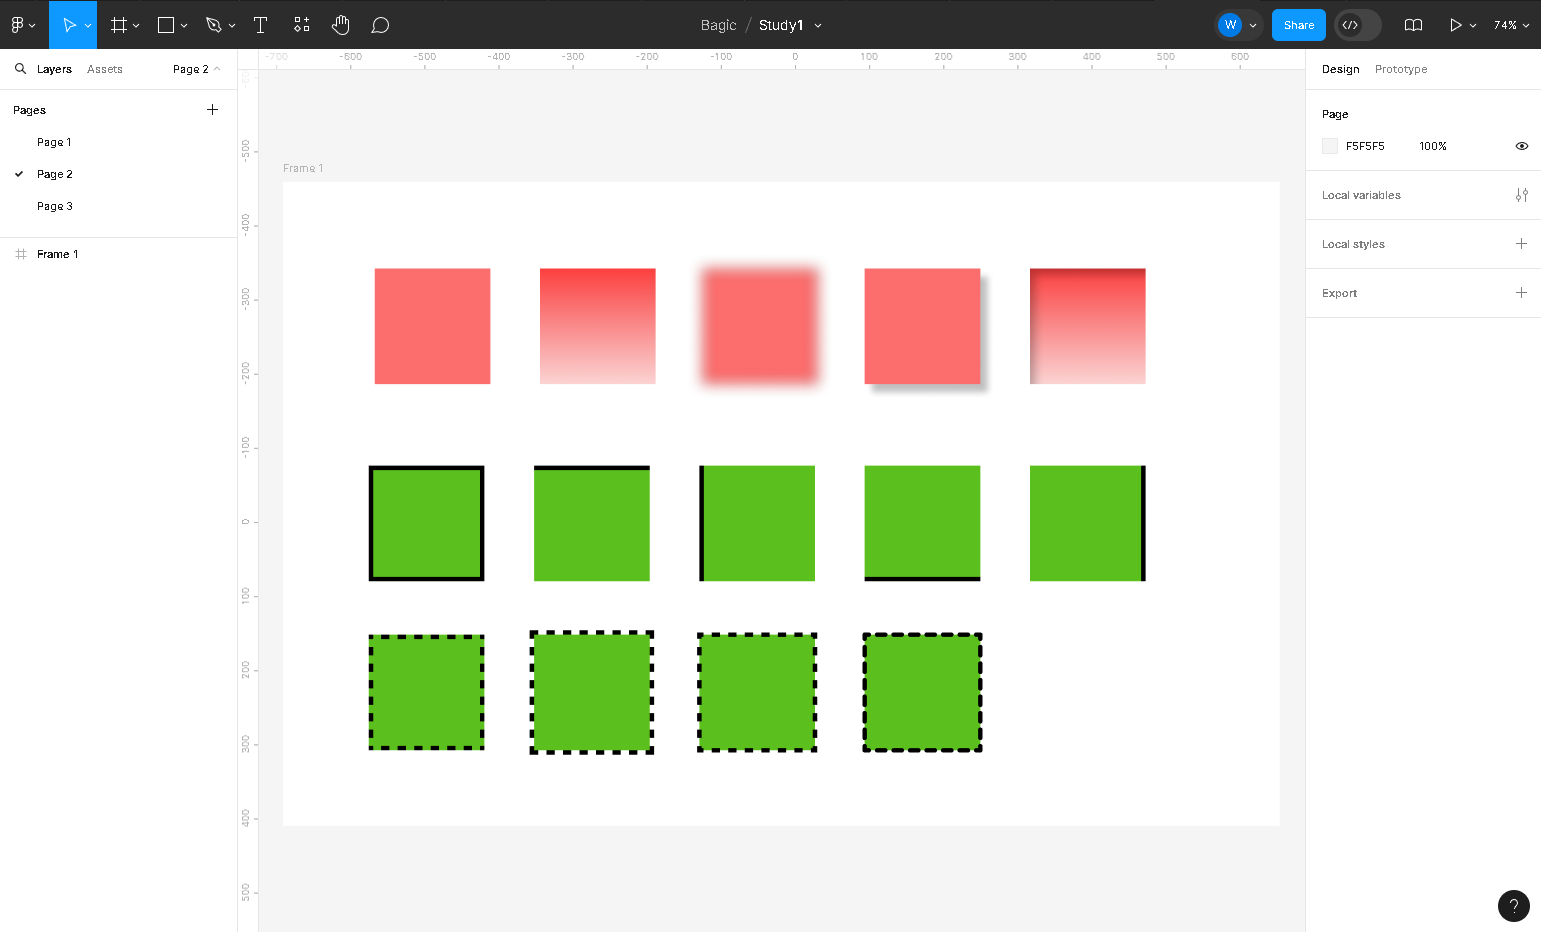 Bagic / Study1
W
Share
74%
Layers
Assets
Page 2
Pages
Page 1
Page 2
Page 3
Frame 1
-700 -600 -500 -400 -300 -200 -100 0 100 200 300 400 500 600
-500
-400
-300
-200
-100
0
100
200
300
400
500
Frame 1
Design
Prototype
Page
F5F5F5 100%
Local variables
Local styles
Export
?